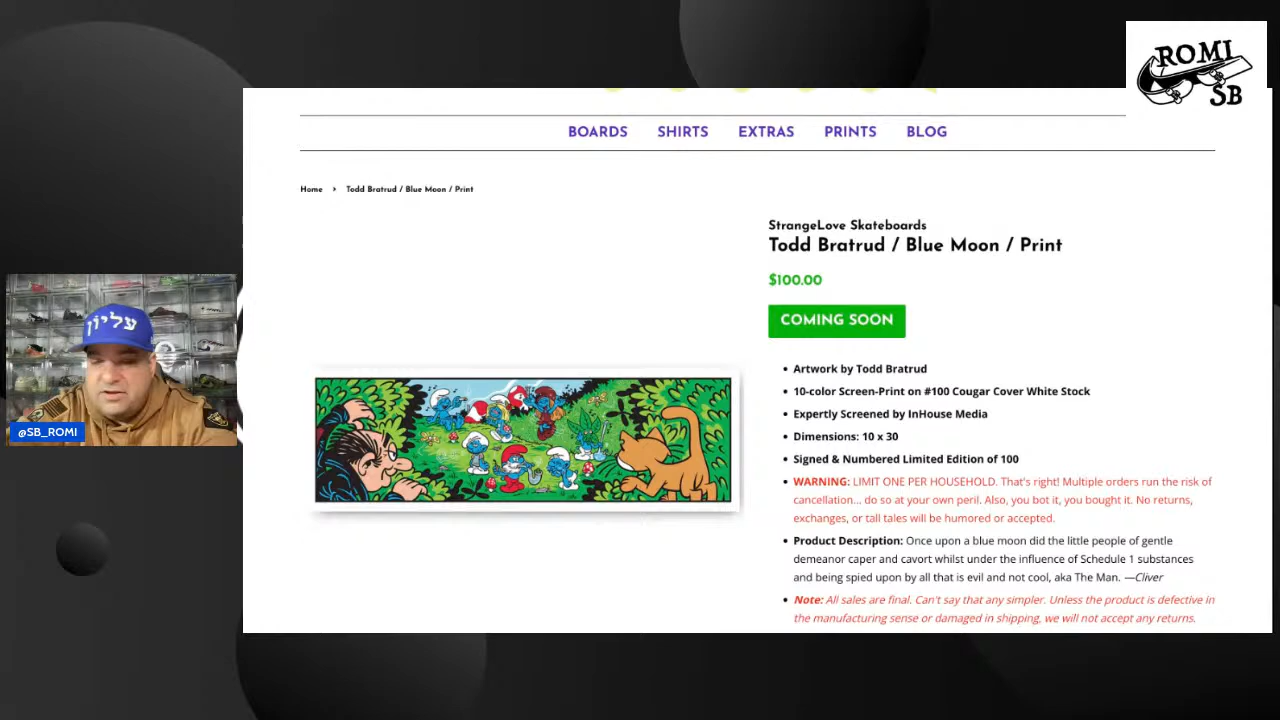 ROMI
SB
BOARDS SHIRTS EXTRAS PRINTS BLOG
Home › Todd Bratrud / Blue Moon / Print
StrangeLove Skateboards
Todd Bratrud / Blue Moon / Print
$100.00
COMING SOON
• Artwork by Todd Bratrud
• 10-color Screen-Print on #100 Cougar Cover White Stock
• Expertly Screened by InHouse Media
• Dimensions: 10 x 30
• Signed & Numbered Limited Edition of 100
• WARNING: LIMIT ONE PER HOUSEHOLD. That's right! Multiple orders run the risk of
cancellation... do so at your own peril. Also, you bot it, you bought it. No returns,
exchanges, or tall tales will be humored or accepted.
• Product Description: Once upon a blue moon did the little people of gentle
demeanor caper and cavort whilst under the influence of Schedule 1 substances
and being spied upon by all that is evil and not cool, aka The Man. —Cliver
• Note: All sales are final. Can't say that any simpler. Unless the product is defective in
the manufacturing sense or damaged in shipping, we will not accept any returns.
עליון
@SB_ROMI